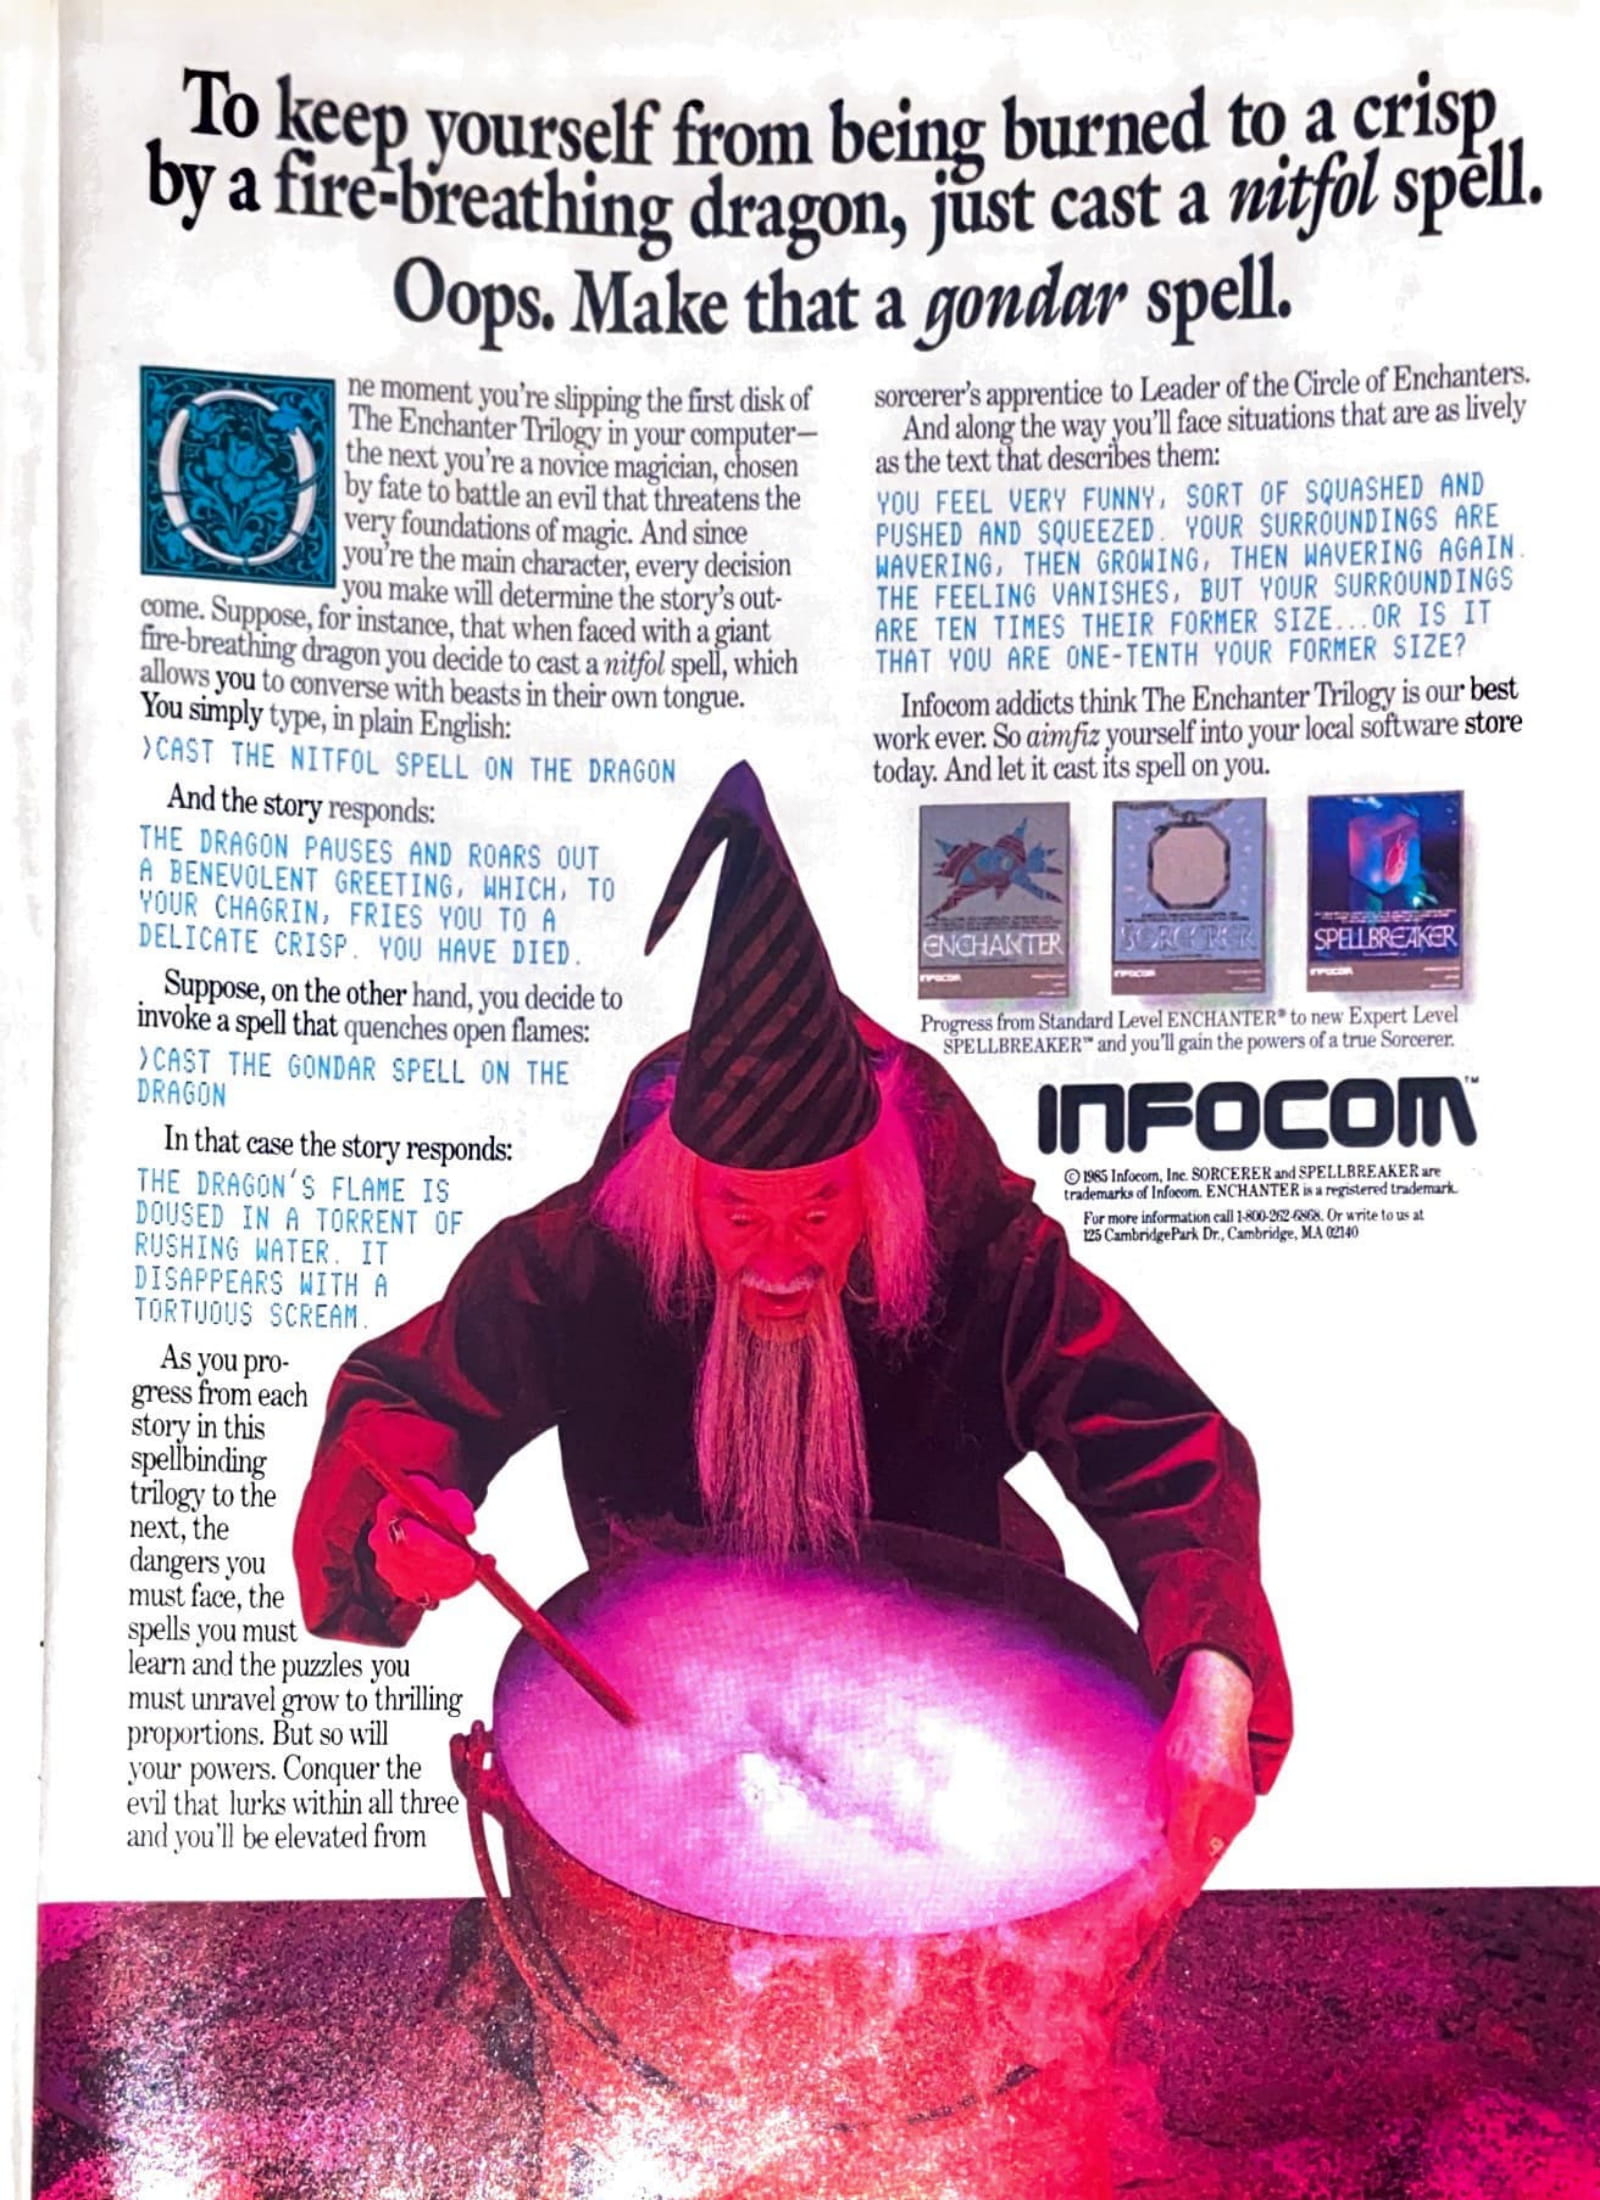 To keep yourself from being burned to a crisp
by a fire-breathing dragon, just cast a nitfol spell.
Oops. Make that a gondar spell.
One moment you're slipping the first disk of
The Enchanter Trilogy in your computer—
the next you're a novice magician, chosen
by fate to battle an evil that threatens the
very foundations of magic. And since
you're the main character, every decision
you make will determine the story's out-
come. Suppose, for instance, that when faced with a giant
fire-breathing dragon you decide to cast a nitfol spell, which
allows you to converse with beasts in their own tongue.
You simply type, in plain English:
>CAST THE NITFOL SPELL ON THE DRAGON
And the story responds:
THE DRAGON PAUSES AND ROARS OUT
A BENEVOLENT GREETING, WHICH, TO
YOUR CHAGRIN, FRIES YOU TO A
DELICATE CRISP. YOU HAVE DIED.
Suppose, on the other hand, you decide to
invoke a spell that quenches open flames:
>CAST THE GONDAR SPELL ON THE
DRAGON
In that case the story responds:
THE DRAGON'S FLAME IS
DOUSED IN A TORRENT OF
RUSHING WATER. IT
DISAPPEARS WITH A
TORTUOUS SCREAM.
As you pro-
gress from each
story in this
spellbinding
trilogy to the
next, the
dangers you
must face, the
spells you must
learn and the puzzles you
must unravel grow to thrilling
proportions. But so will
your powers. Conquer the
evil that lurks within all three
and you'll be elevated from
sorcerer's apprentice to Leader of the Circle of Enchanters.
And along the way you'll face situations that are as lively
as the text that describes them:
YOU FEEL VERY FUNNY, SORT OF SQUASHED AND
PUSHED AND SQUEEZED. YOUR SURROUNDINGS ARE
WAVERING, THEN GROWING, THEN WAVERING AGAIN.
THE FEELING VANISHES, BUT YOUR SURROUNDINGS
ARE TEN TIMES THEIR FORMER SIZE...OR IS IT
THAT YOU ARE ONE-TENTH YOUR FORMER SIZE?
Infocom addicts think The Enchanter Trilogy is our best
work ever. So aimfiz yourself into your local software store
today. And let it cast its spell on you.
ENCHANTER
INFOCOM
SORCERER
INFOCOM
SPELLBREAKER
INFOCOM
Progress from Standard Level ENCHANTER® to new Expert Level
SPELLBREAKER™ and you'll gain the powers of a true Sorcerer.
INFOCOM™
© 1985 Infocom, Inc. SORCERER and SPELLBREAKER are
trademarks of Infocom. ENCHANTER is a registered trademark.
For more information call 1-800-262-6868. Or write to us at
125 CambridgePark Dr., Cambridge, MA 02140